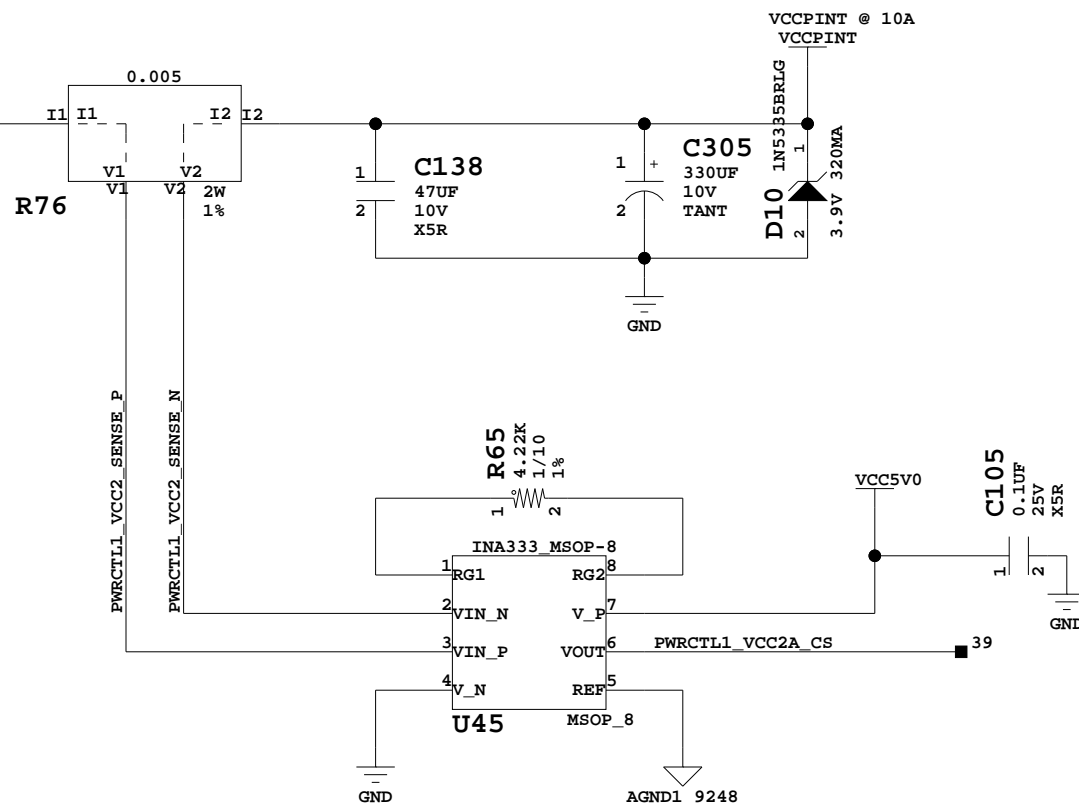 VCCPINT @ 10A
VCCPINT
0.005
I1
I1
I2
I2
V1
V2
V1
V2
2W
1%
R76
1
2
C138
47UF
10V
X5R
1
+
2
C305
330UF
10V
TANT
1N5335BRLG
1
D10
2
3.9V 320MA
GND
PWRCTL1_VCC2_SENSE_P
PWRCTL1_VCC2_SENSE_N
R65
4.22K
1/10
1%
1
2
VCC5V0
C105
0.1UF
25V
X5R
1
2
GND
INA333_MSOP-8
1
RG1
RG2
8
2
VIN_N
V_P
7
3
VIN_P
VOUT
6
PWRCTL1_VCC2A_CS
39
4
V_N
REF
5
U45
MSOP_8
GND
AGND1 9248